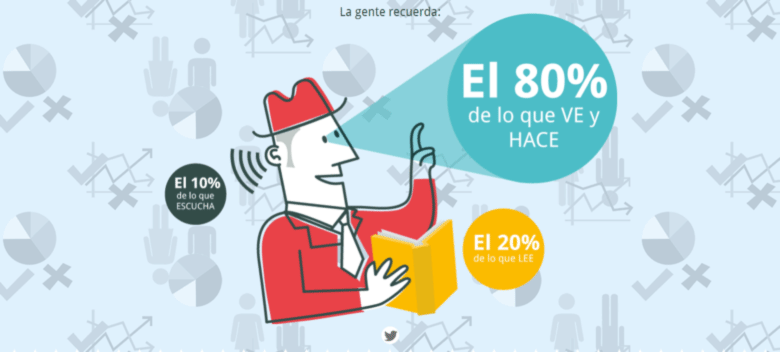 La gente recuerda:
El 80%
de lo que VE y
HACE
El 10%
de lo que
ESCUCHA
El 20%
de lo que LEE